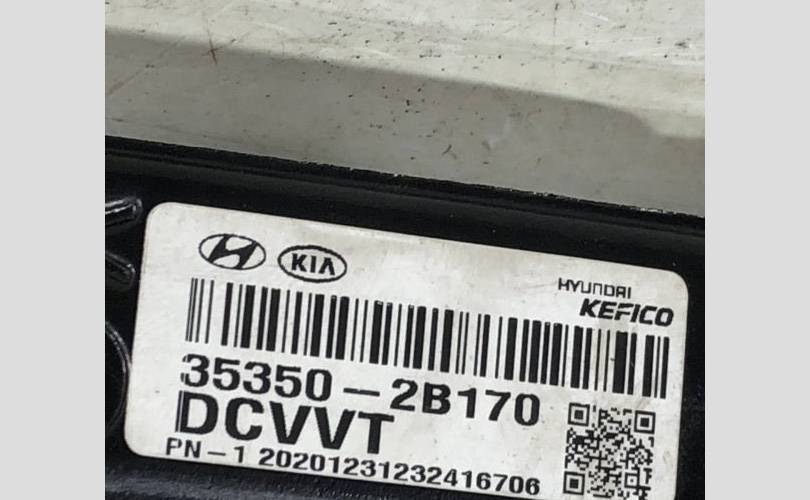 KIA
HYUNDAI
KEFICO
35350-2B170
DCVVT
PN-1 20201231232416706